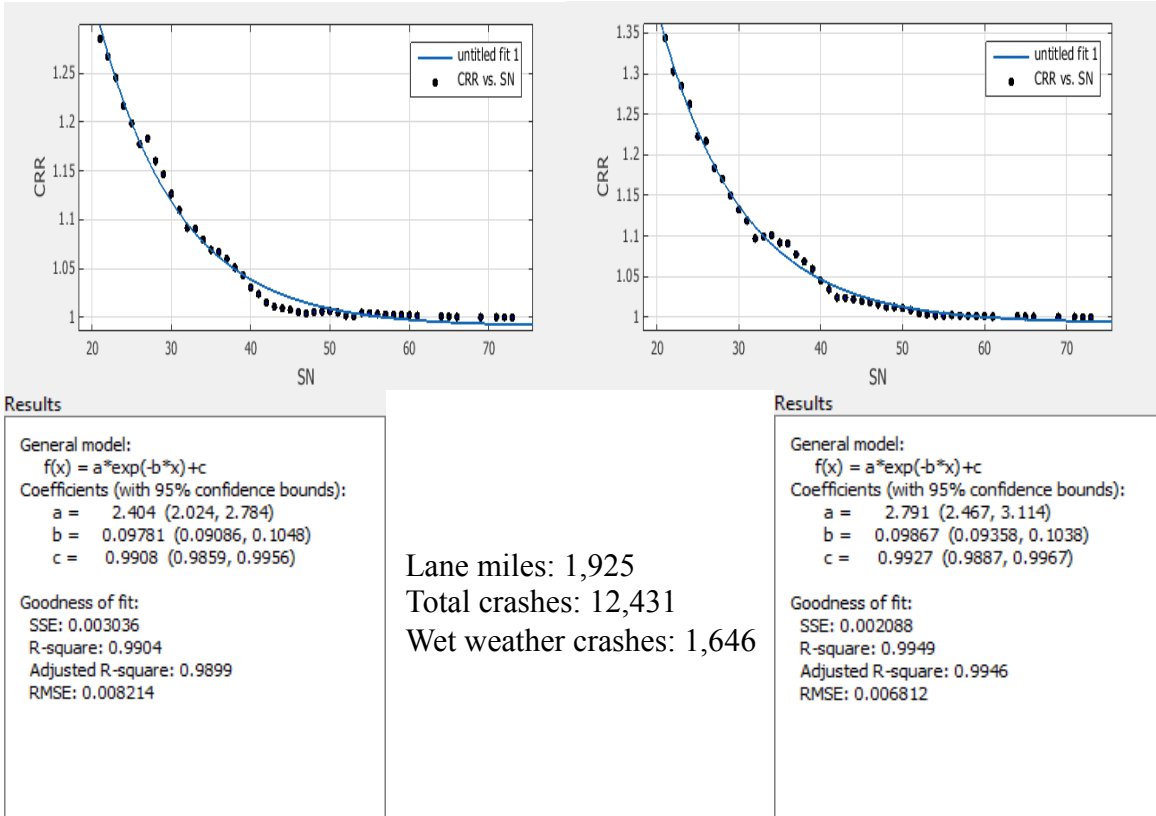 untitled fit 1
CRR vs. SN
1.25
1.2
1.15
1.1
1.05
1
CRR
20 30 40 50 60 70
SN
untitled fit 1
CRR vs. SN
1.35
1.3
1.25
1.2
1.15
1.1
1.05
1
CRR
20 30 40 50 60 70
SN
Results
General model:
f(x) = a*exp(-b*x)+c
Coefficients (with 95% confidence bounds):
a = 2.404 (2.024, 2.784)
b = 0.09781 (0.09086, 0.1048)
c = 0.9908 (0.9859, 0.9956)
Goodness of fit:
SSE: 0.003036
R-square: 0.9904
Adjusted R-square: 0.9899
RMSE: 0.008214
Lane miles: 1,925
Total crashes: 12,431
Wet weather crashes: 1,646
Results
General model:
f(x) = a*exp(-b*x)+c
Coefficients (with 95% confidence bounds):
a = 2.791 (2.467, 3.114)
b = 0.09867 (0.09358, 0.1038)
c = 0.9927 (0.9887, 0.9967)
Goodness of fit:
SSE: 0.002088
R-square: 0.9949
Adjusted R-square: 0.9946
RMSE: 0.006812